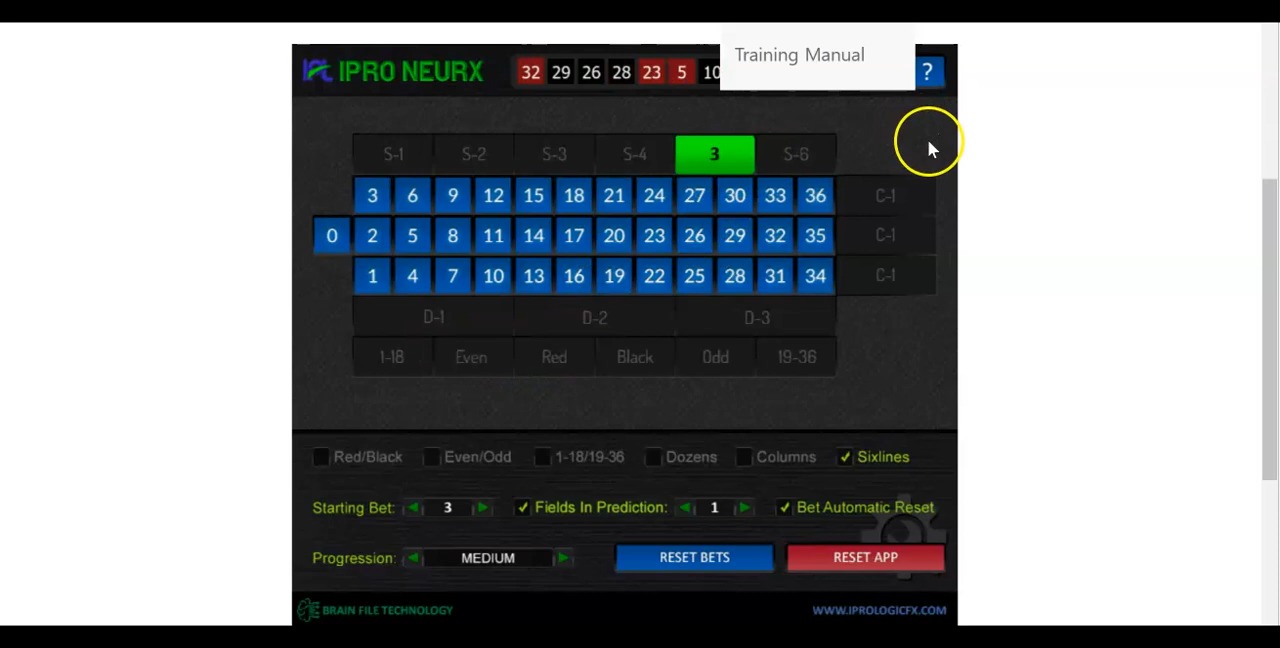 IPRO NEURX 32 29 26 28 23 5 10 ?
Training Manual
S-1 S-2 S-3 S-4 3 S-6
3 6 9 12 15 18 21 24 27 30 33 36 C-1
0 2 5 8 11 14 17 20 23 26 29 32 35 C-1
1 4 7 10 13 16 19 22 25 28 31 34 C-1
D-1 D-2 D-3
1-18 Even Red Black Odd 19-36
Red/Black Even/Odd 1-18/19-36 Dozens Columns Sixlines
Starting Bet: 3 Fields In Prediction: 1 Bet Automatic Reset
Progression: MEDIUM RESET BETS RESET APP
BRAIN FILE TECHNOLOGY WWW.IPROLOGICFX.COM